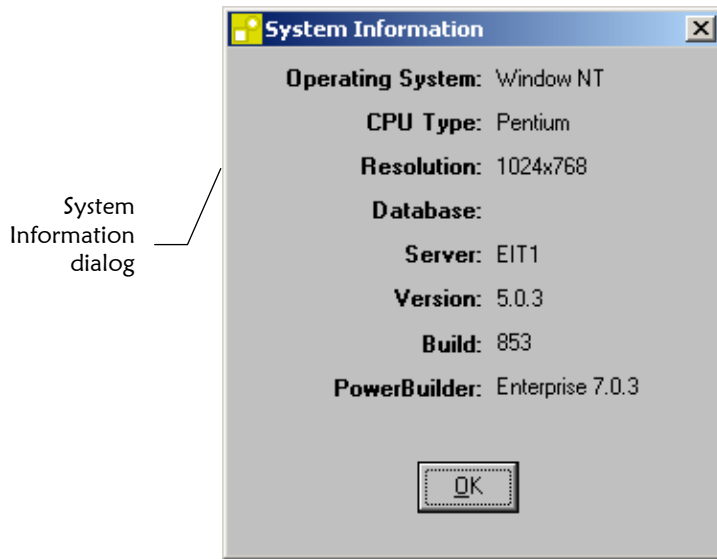 System Information
Operating System: Window NT
CPU Type: Pentium
Resolution: 1024x768
Database:
Server: EIT1
Version: 5.0.3
Build: 853
PowerBuilder: Enterprise 7.0.3
OK
System
Information
dialog